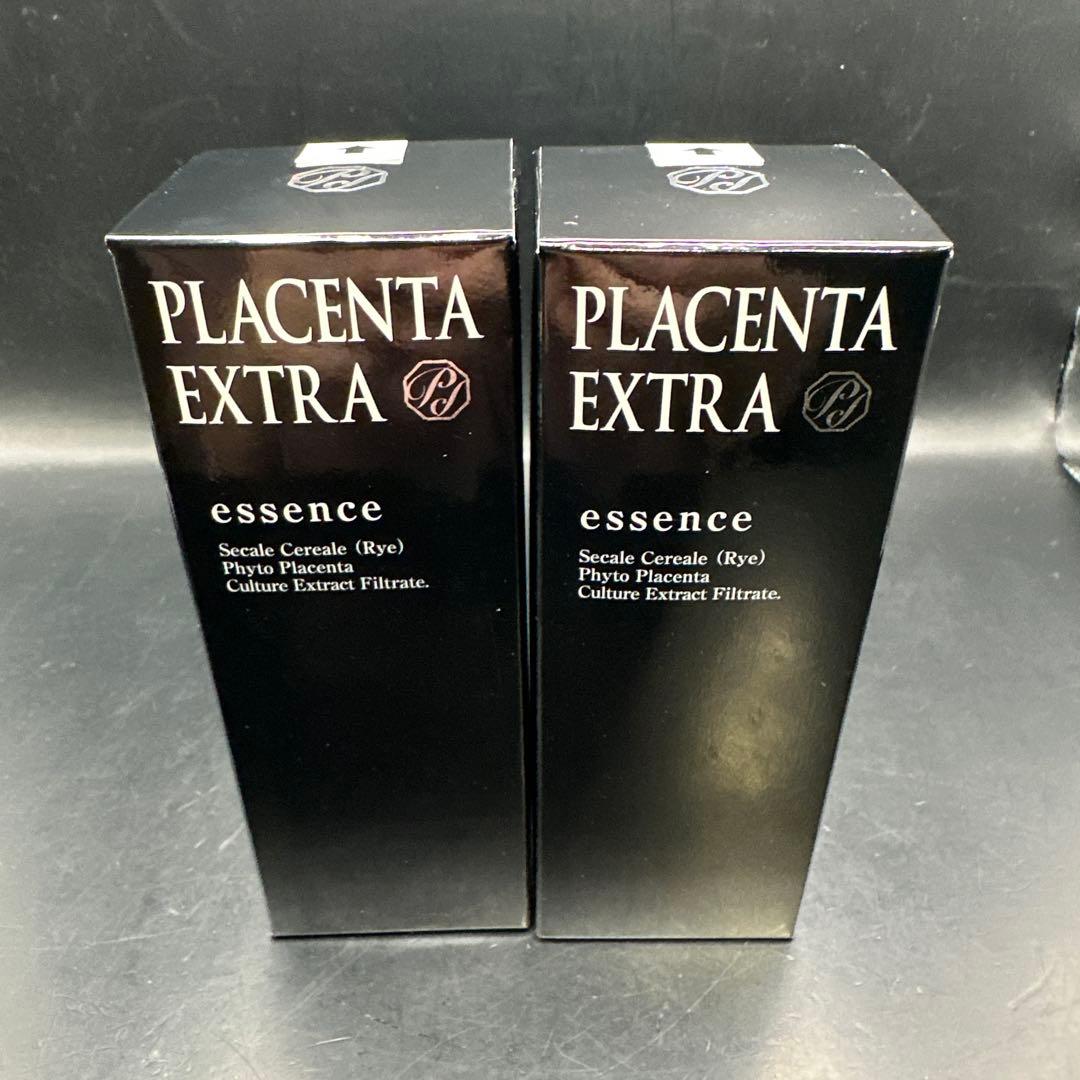 PLACENTA
EXTRA
essence
Secale Cereale (Rye)
Phyto Placenta
Culture Extract Filtrate.
PLACENTA
EXTRA
essence
Secale Cereale (Rye)
Phyto Placenta
Culture Extract Filtrate.